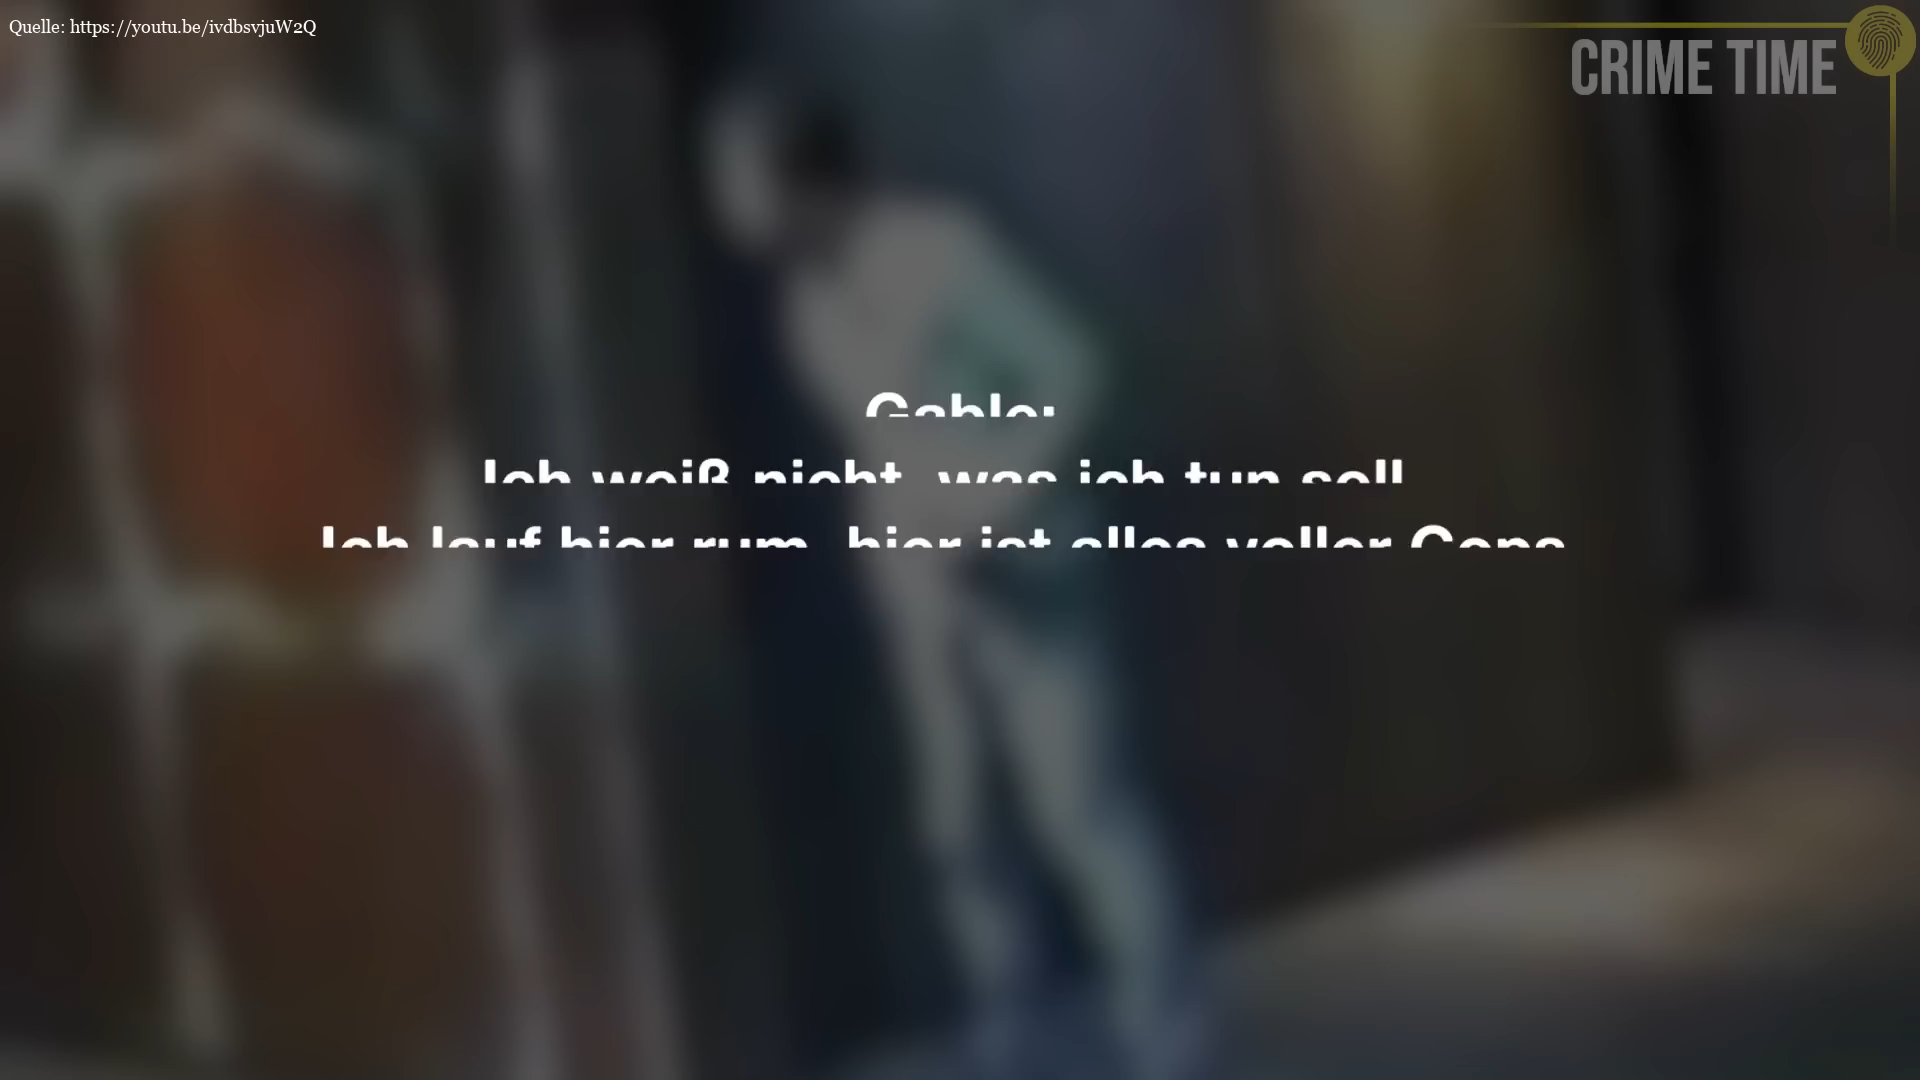 Quelle: https://youtu.be/ivdbsvjuW2Q
CRIME TIME
Gable:
Ich weiß nicht, was ich tun soll
Ich lauf hier rum, hier ist alles voller Cops